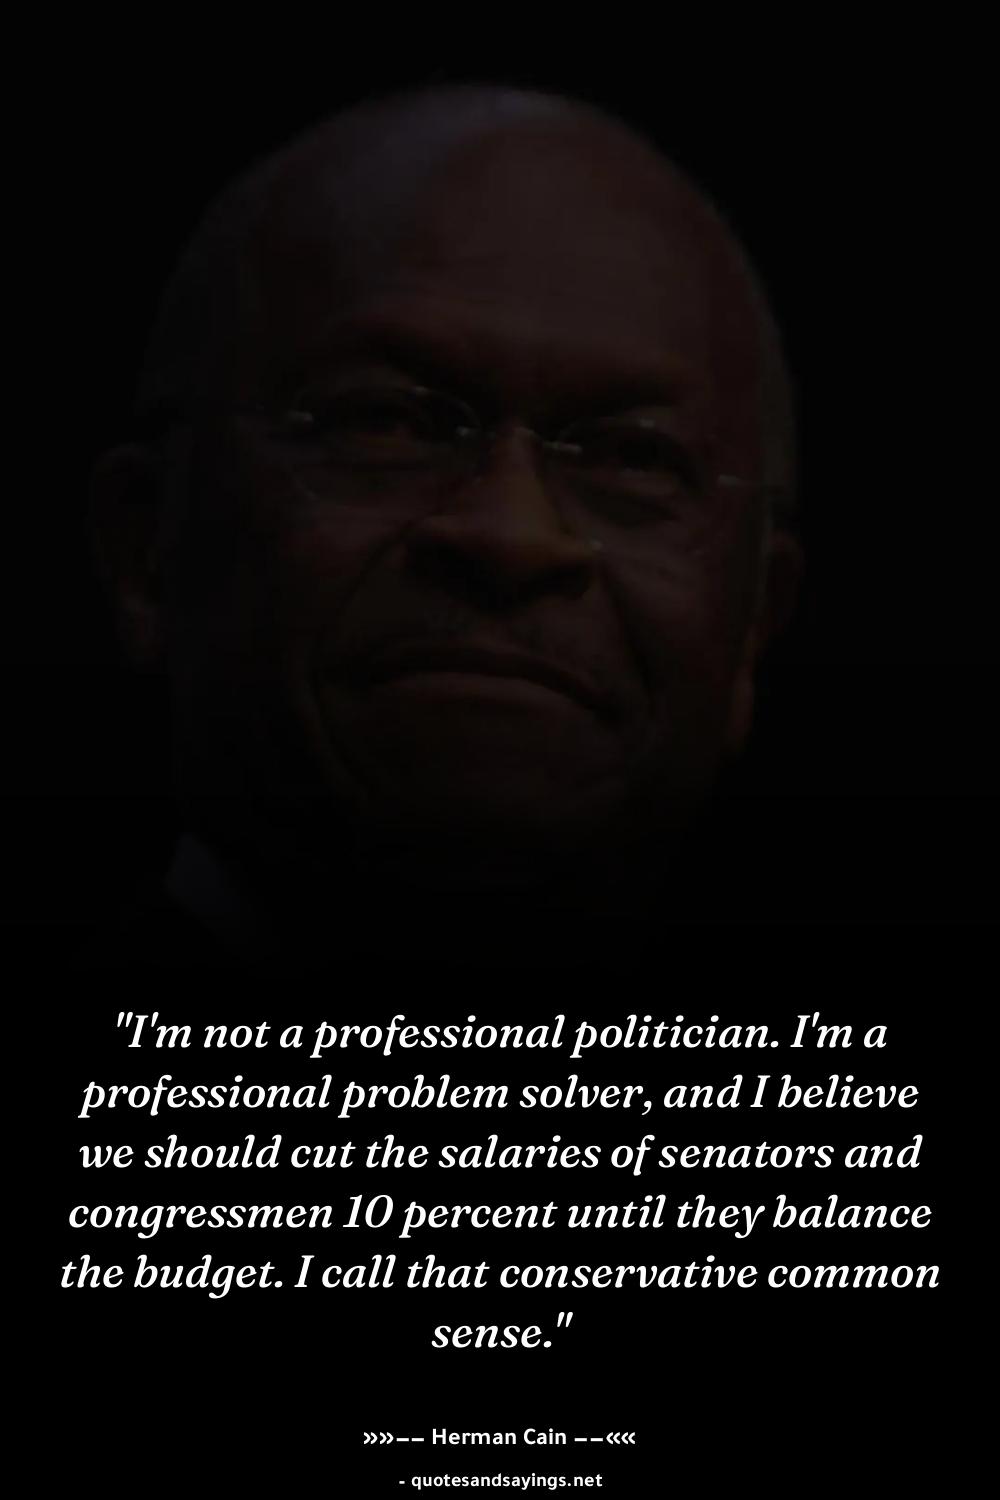 "I'm not a professional politician. I'm a
professional problem solver, and I believe
we should cut the salaries of senators and
congressmen 10 percent until they balance
the budget. I call that conservative common
sense."
»»–– Herman Cain ––««
- quotesandsayings.net